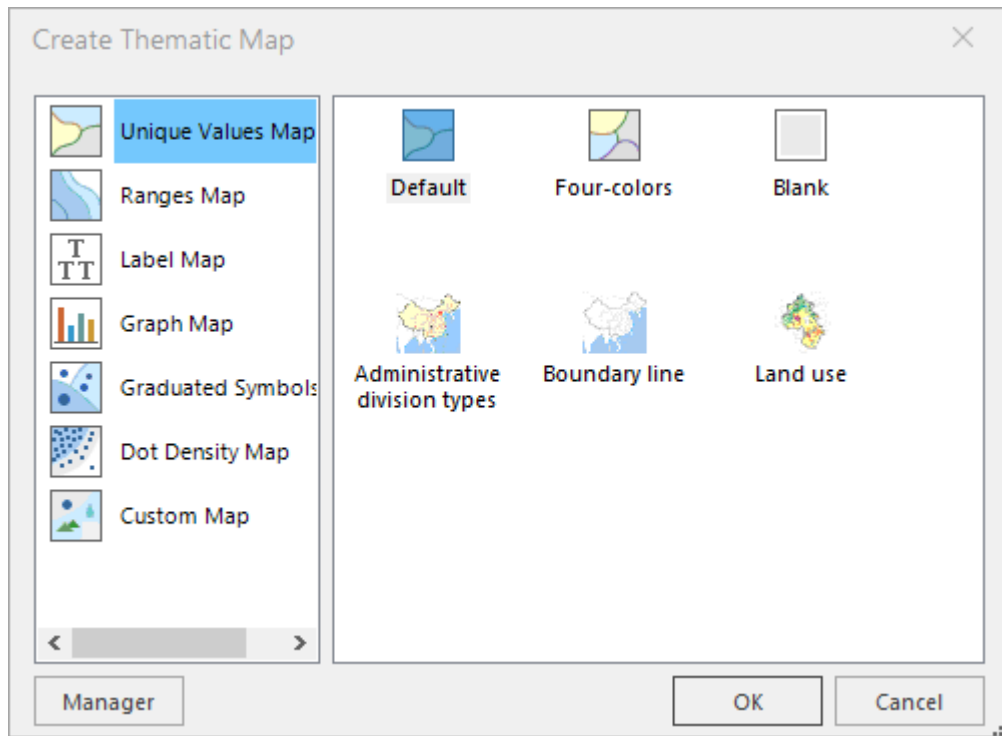 Create Thematic Map
Unique Values Map
Ranges Map
Label Map
Graph Map
Graduated Symbols
Dot Density Map
Custom Map
Default
Four-colors
Blank
Administrative
division types
Boundary line
Land use
Manager
OK
Cancel